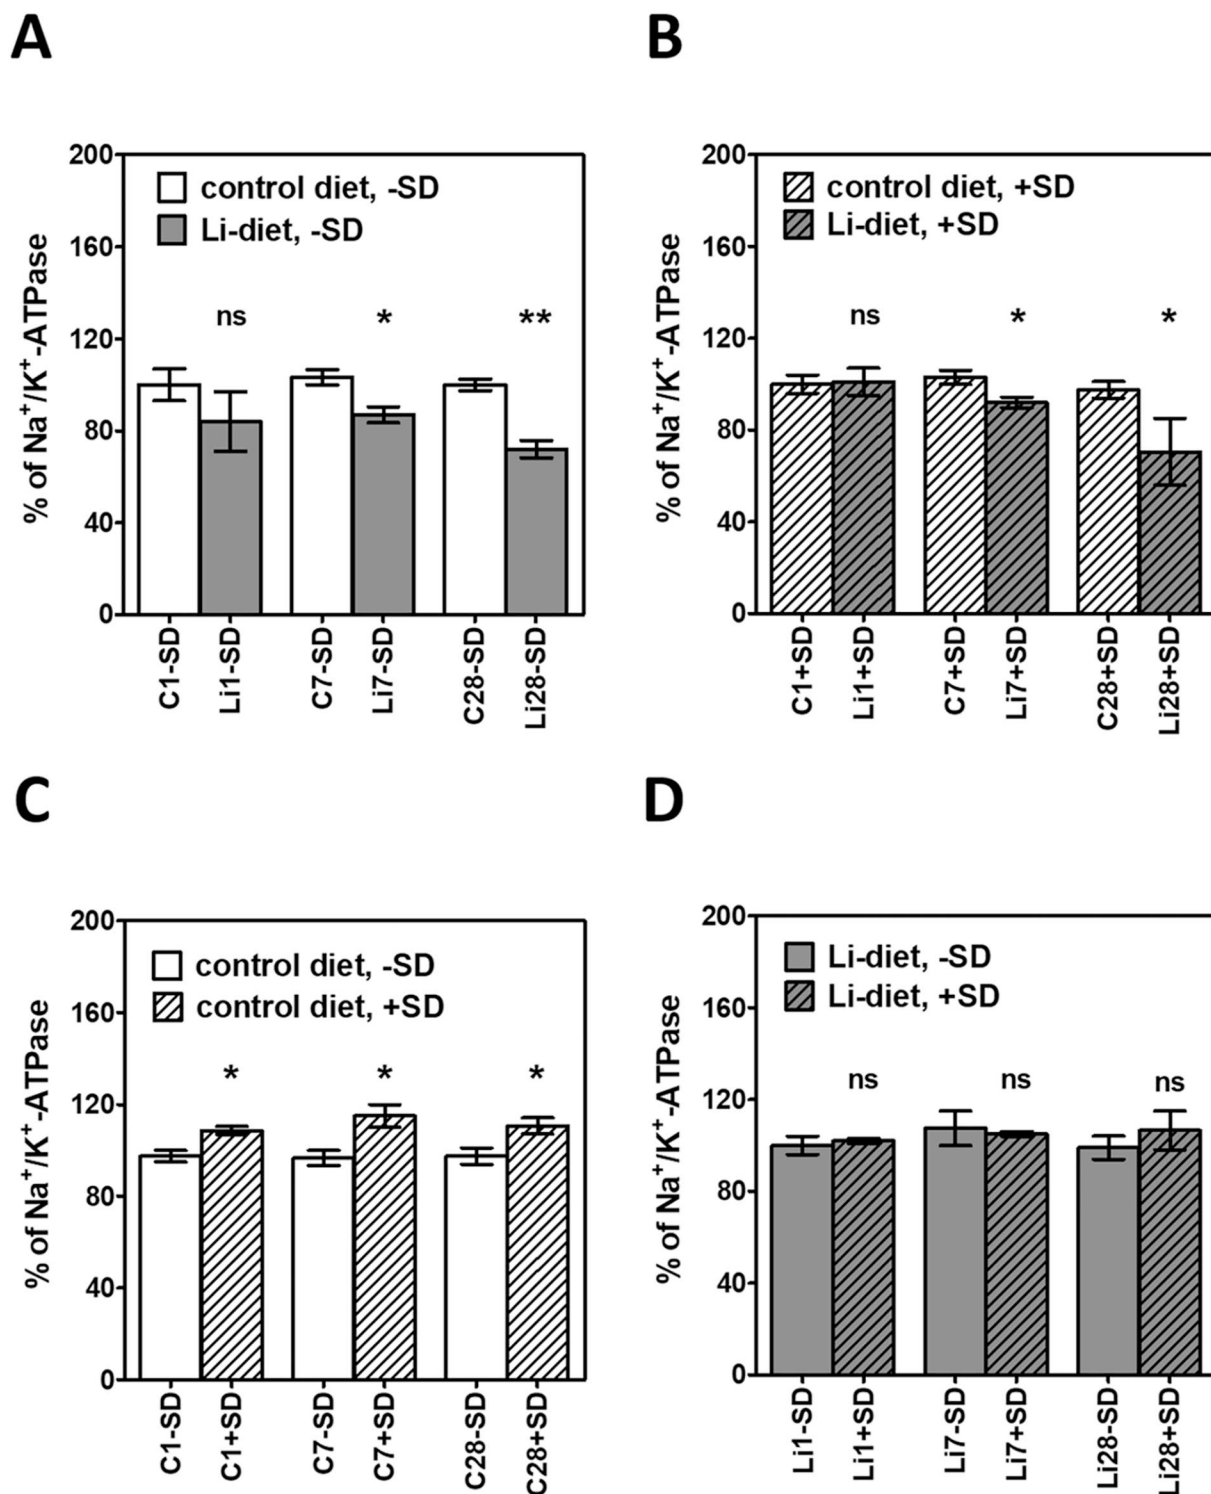 A
% of Na⁺/K⁺-ATPase
200
160
120
80
40
0
control diet, -SD
Li-diet, -SD
ns
*
**
C1-SD
Li1-SD
C7-SD
Li7-SD
C28-SD
Li28-SD
B
% of Na⁺/K⁺-ATPase
200
160
120
80
40
0
control diet, +SD
Li-diet, +SD
ns
*
*
C1+SD
Li1+SD
C7+SD
Li7+SD
C28+SD
Li28+SD
C
% of Na⁺/K⁺-ATPase
200
160
120
80
40
0
control diet, -SD
control diet, +SD
*
*
*
C1-SD
C1+SD
C7-SD
C7+SD
C28-SD
C28+SD
D
% of Na⁺/K⁺-ATPase
200
160
120
80
40
0
Li-diet, -SD
Li-diet, +SD
ns
ns
ns
Li1-SD
Li1+SD
Li7-SD
Li7+SD
Li28-SD
Li28+SD